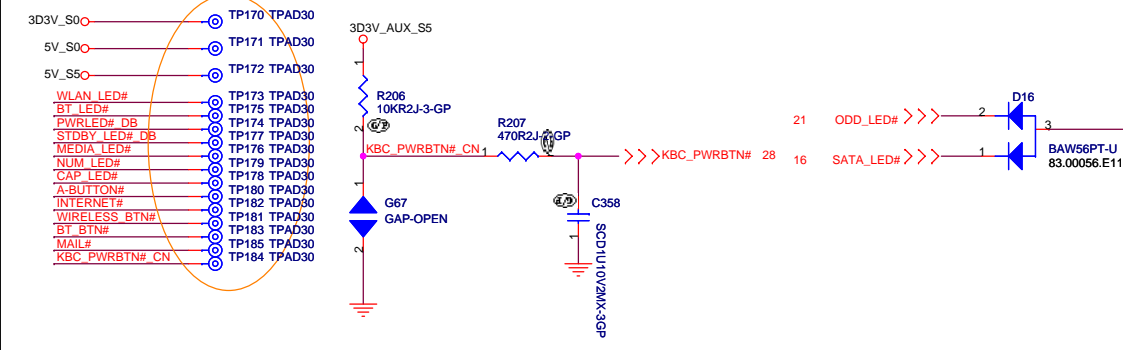 3D3V_S0 TP170 TPAD30
5V_S0 TP171 TPAD30
5V_S5 TP172 TPAD30
WLAN_LED# TP173 TPAD30
BT_LED# TP175 TPAD30
PWRLED#_DB TP174 TPAD30
STDBY_LED#_DB TP177 TPAD30
MEDIA_LED# TP176 TPAD30
NUM_LED# TP179 TPAD30
CAP_LED# TP178 TPAD30
A-BUTTON# TP180 TPAD30
INTERNET# TP182 TPAD30
WIRELESS_BTN# TP181 TPAD30
BT_BTN# TP183 TPAD30
MAIL# TP185 TPAD30
KBC_PWRBTN#_CN TP184 TPAD30
3D3V_AUX_S5
1
R206
10KR2J-3-GP
2
KBC_PWRBTN#_CN
1
R207
470R2J-
GP
KBC_PWRBTN# 28
1
G67
GAP-OPEN
2
C358
1
SCD1U10V2MX-3GP
D16
21 ODD_LED# 2
3
16 SATA_LED# 1
BAW56PT-U
83.00056.E11